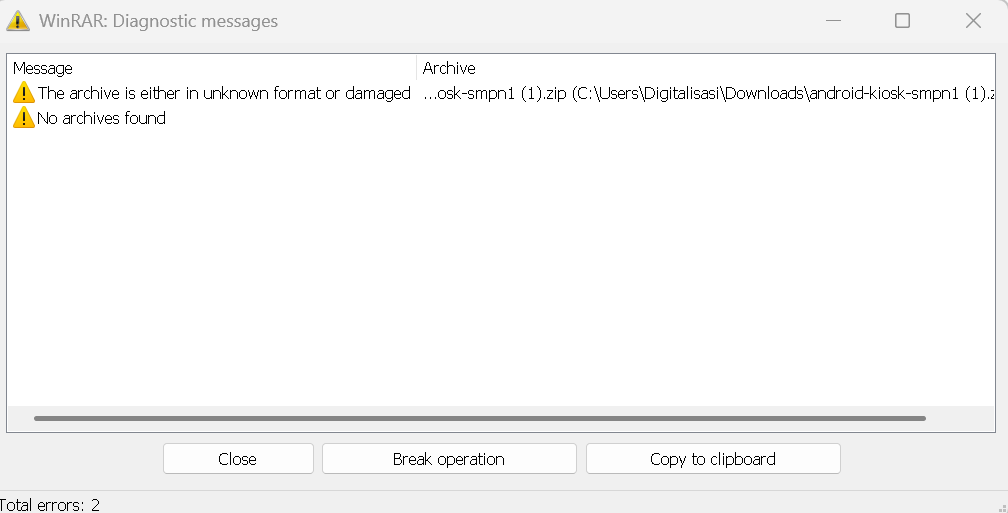 WinRAR: Diagnostic messages
Message Archive
The archive is either in unknown format or damaged ...osk-smpn1 (1).zip (C:\Users\Digitalisasi\Downloads\android-kiosk-smpn1 (1).z
No archives found
Close Break operation Copy to clipboard
Total errors: 2